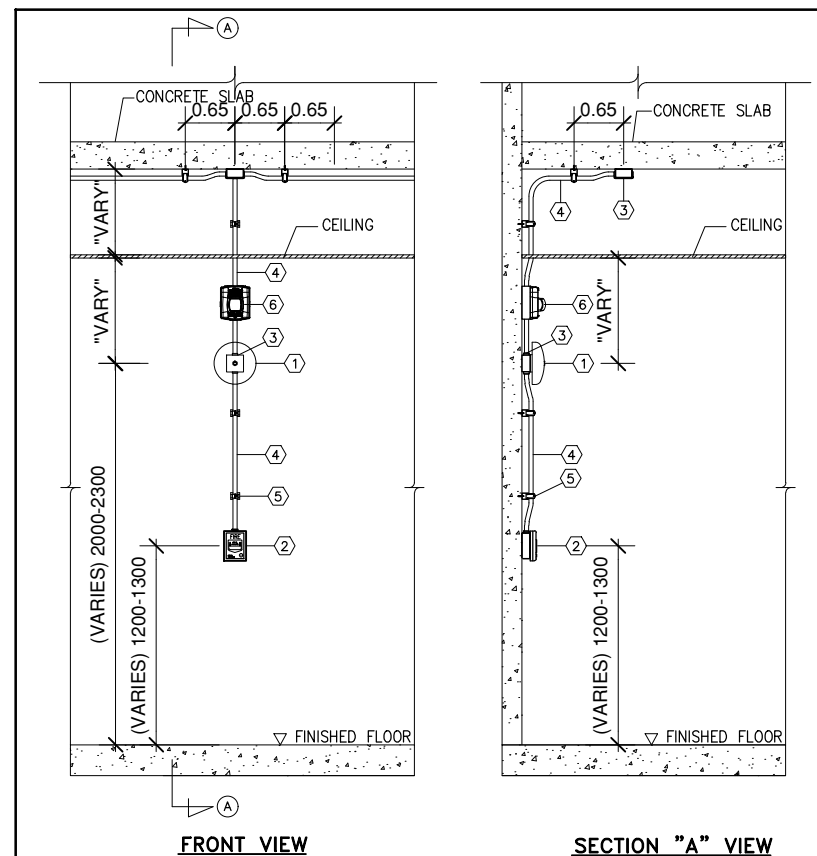 A
CONCRETE SLAB
0.65 0.65 0.65
"VARY"
CEILING
4
"VARY"
6
3
1
4
5
FIRE
2
(VARIES) 2000-2300
(VARIES) 1200-1300
FINISHED FLOOR
A
FRONT VIEW
0.65
CONCRETE SLAB
4
3
CEILING
6
"VARY"
3
1
4
5
2
(VARIES) 1200-1300
FINISHED FLOOR
SECTION "A" VIEW